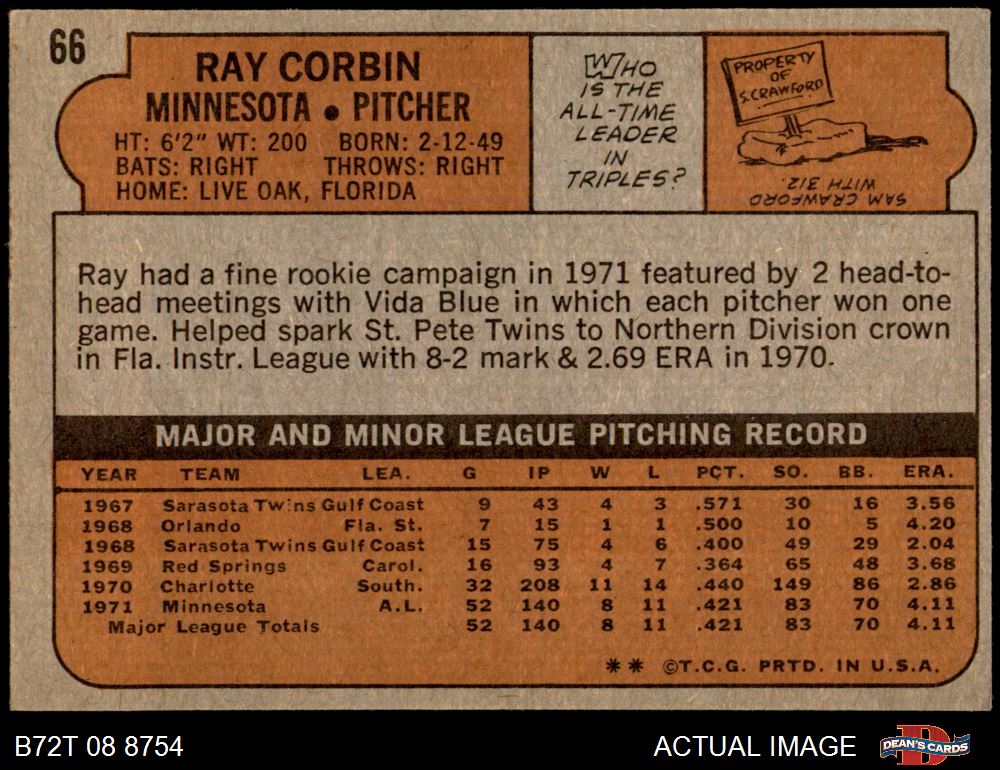 66
RAY CORBIN
MINNESOTA • PITCHER
HT: 6'2" WT: 200 BORN: 2-12-49
BATS: RIGHT THROWS: RIGHT
HOME: LIVE OAK, FLORIDA
WHO
IS THE
ALL-TIME
LEADER
IN
TRIPLES?
PROPERTY
OF
S.CRAWFORD
SAM CRAWFORD WAS
WITH 312.
Ray had a fine rookie campaign in 1971 featured by 2 head-to-
head meetings with Vida Blue in which each pitcher won one
game. Helped spark St. Pete Twins to Northern Division crown
in Fla. Instr. League with 8-2 mark & 2.69 ERA in 1970.
MAJOR AND MINOR LEAGUE PITCHING RECORD
YEAR TEAM LEA. G IP W L PCT. SO. BB. ERA.
1967 Sarasota Twins Gulf Coast 9 43 4 3 .571 30 16 3.56
1968 Orlando Fla. St. 7 15 1 1 .500 10 5 4.20
1968 Sarasota Twins Gulf Coast 15 75 4 6 .400 49 29 2.04
1969 Red Springs Carol. 16 93 4 7 .364 65 48 3.68
1970 Charlotte South. 32 208 11 14 .440 149 86 2.86
1971 Minnesota A.L. 52 140 8 11 .421 83 70 4.11
Major League Totals 52 140 8 11 .421 83 70 4.11
** ©T.C.G. PRTD. IN U.S.A.
B72T 08 8754
ACTUAL IMAGE
D
DEAN'S CARDS